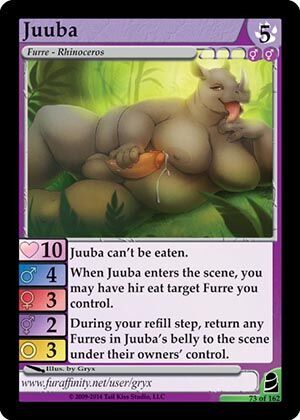 Juuba
5
Furre - Rhinoceros
10
Juuba can't be eaten.
4
When Juuba enters the scene, you
may have hir eat target Furre you
3
control.
2
During your refill step, return any
Furres in Juuba's belly to the scene
3
under their owners' control.
Illus. by Gryx
www.furaffinity.net/user/gryx
© 2009-2014 Tail Kiss Studio, LLC
73 of 162